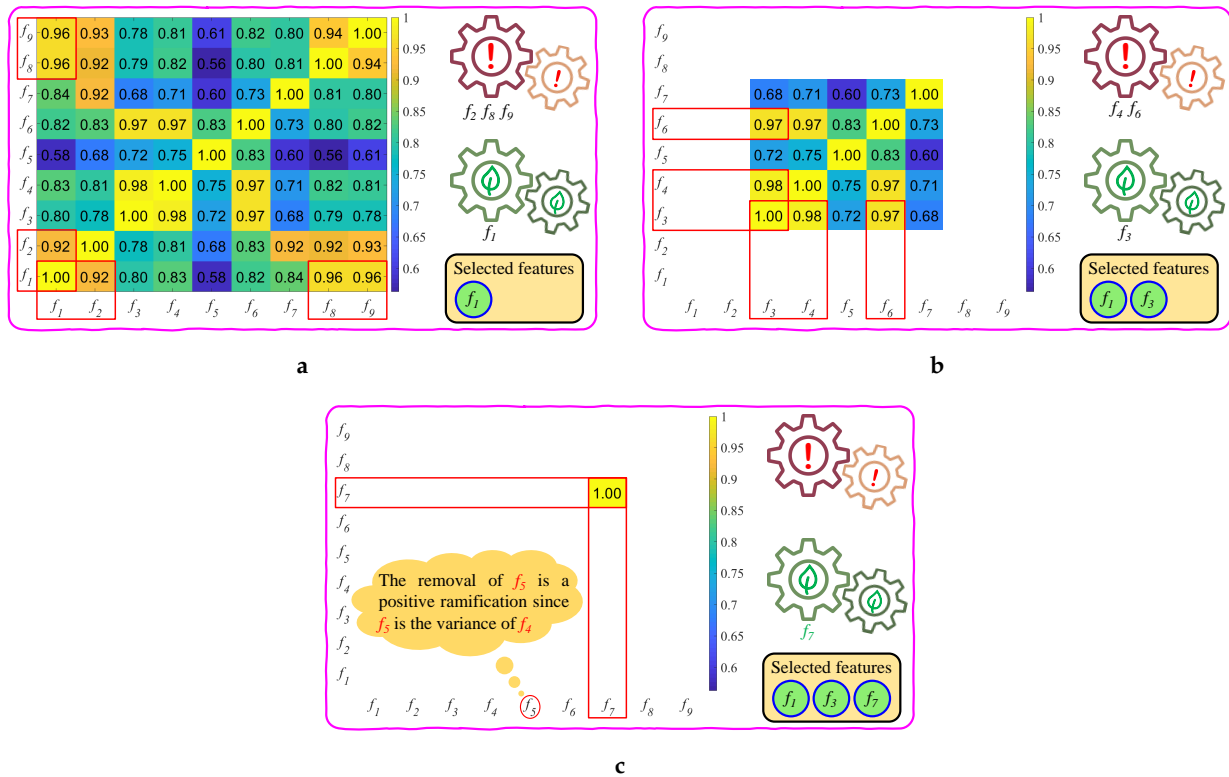 f9 0.96 0.93 0.78 0.81 0.61 0.82 0.80 0.94 1.00
f8 0.96 0.92 0.79 0.82 0.56 0.80 0.81 1.00 0.94
f7 0.84 0.92 0.68 0.71 0.60 0.73 1.00 0.81 0.80
f6 0.82 0.83 0.97 0.97 0.83 1.00 0.73 0.80 0.82
f5 0.58 0.68 0.72 0.75 1.00 0.83 0.60 0.56 0.61
f4 0.83 0.81 0.98 1.00 0.75 0.97 0.71 0.82 0.81
f3 0.80 0.78 1.00 0.98 0.72 0.97 0.68 0.79 0.78
f2 0.92 1.00 0.78 0.81 0.68 0.83 0.92 0.92 0.93
f1 1.00 0.92 0.80 0.83 0.58 0.82 0.84 0.96 0.96
f1 f2 f3 f4 f5 f6 f7 f8 f9
1
0.95
0.9
0.85
0.8
0.75
0.7
0.65
0.6
! !
f2 f8 f9
f1
Selected features
f1
a
f9
f8
f7 0.68 0.71 0.60 0.73 1.00
f6 0.97 0.97 0.83 1.00 0.73
f5 0.72 0.75 1.00 0.83 0.60
f4 0.98 1.00 0.75 0.97 0.71
f3 1.00 0.98 0.72 0.97 0.68
f2
f1
f1 f2 f3 f4 f5 f6 f7 f8 f9
1
0.95
0.9
0.85
0.8
0.75
0.7
0.65
0.6
! !
f4 f6
f3
Selected features
f1 f3
b
f9
f8
f7 1.00
f6
f5
f4
f3
f2
f1
The removal of f5 is a
positive ramification since
f5 is the variance of f4
f1 f2 f3 f4 f5 f6 f7 f8 f9
1
0.95
0.9
0.85
0.8
0.75
0.7
0.65
0.6
! !
f7
Selected features
f1 f3 f7
c